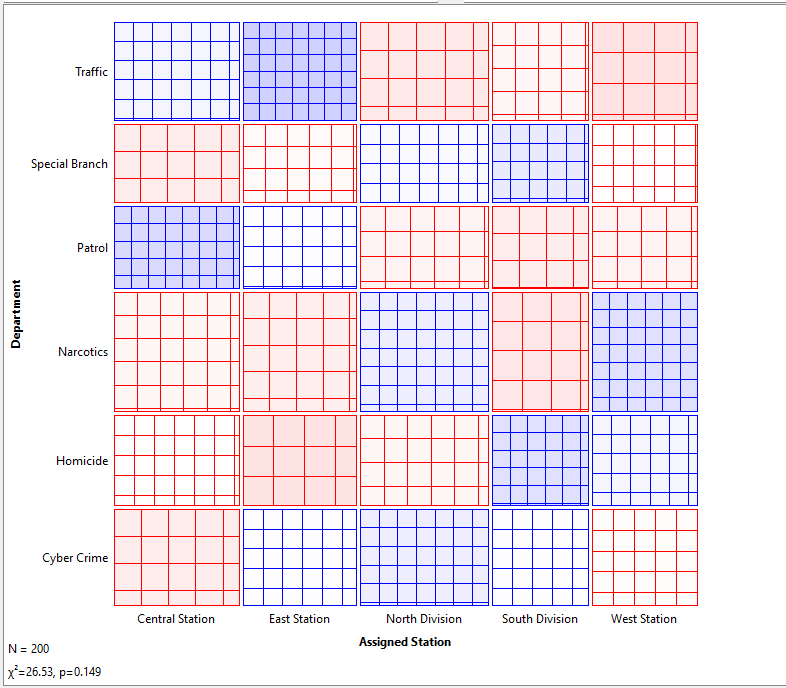 Traffic
Special Branch
Patrol
Department
Narcotics
Homicide
Cyber Crime
Central Station East Station North Division South Division West Station
Assigned Station
N = 200
χ²=26.53, p=0.149